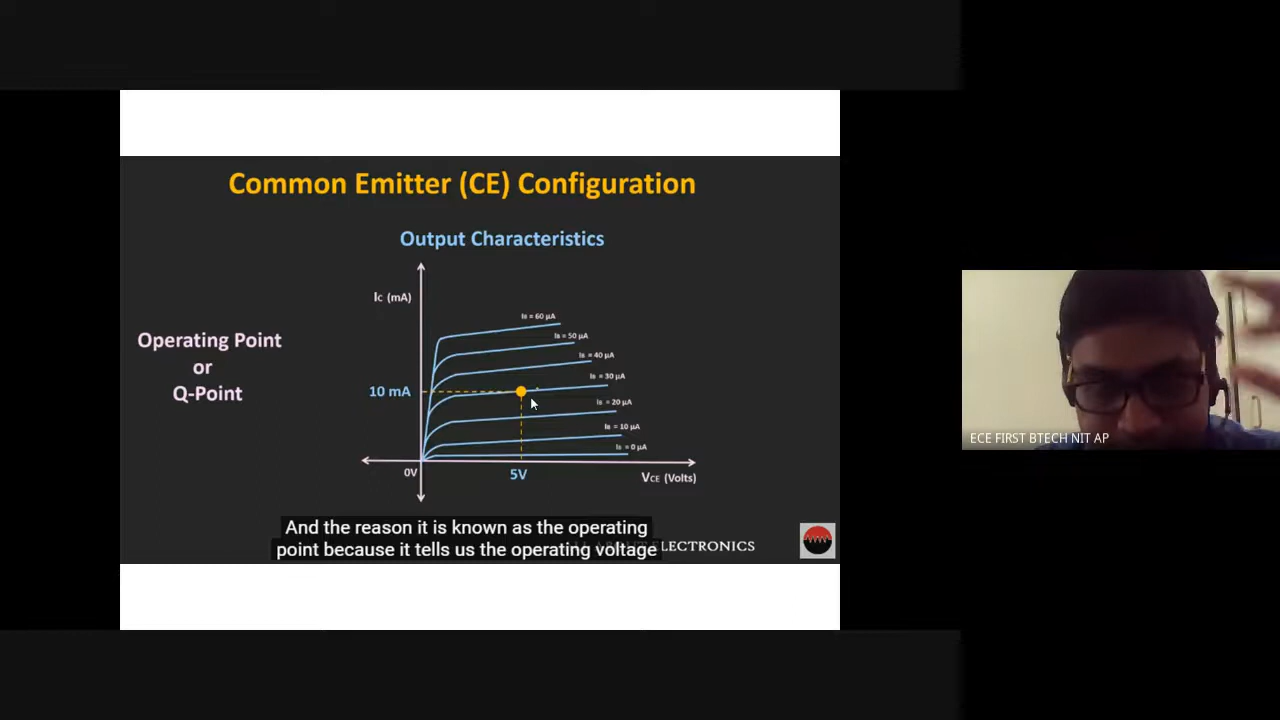 Common Emitter (CE) Configuration
Output Characteristics
IC (mA)
IB = 60 µA
IB = 50 µA
Operating Point
or
Q-Point
IB = 40 µA
IB = 30 µA
10 mA
IB = 20 µA
IB = 10 µA
IB = 0 µA
0V
5V
VCE (Volts)
And the reason it is known as the operating
point because it tells us the operating voltage
ELECTRONICS
ECE FIRST BTECH NIT AP